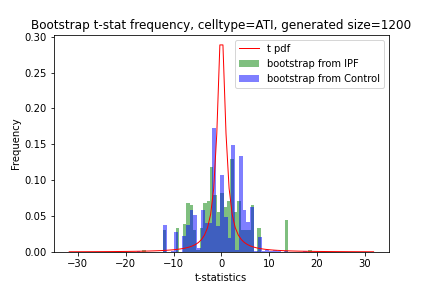 Bootstrap t-stat frequency, celltype=ATI, generated size=1200
0.30
0.25
0.20
0.15
0.10
0.05
0.00
Frequency
t pdf
bootstrap from IPF
bootstrap from Control
−30 −20 −10 0 10 20 30
t-statistics